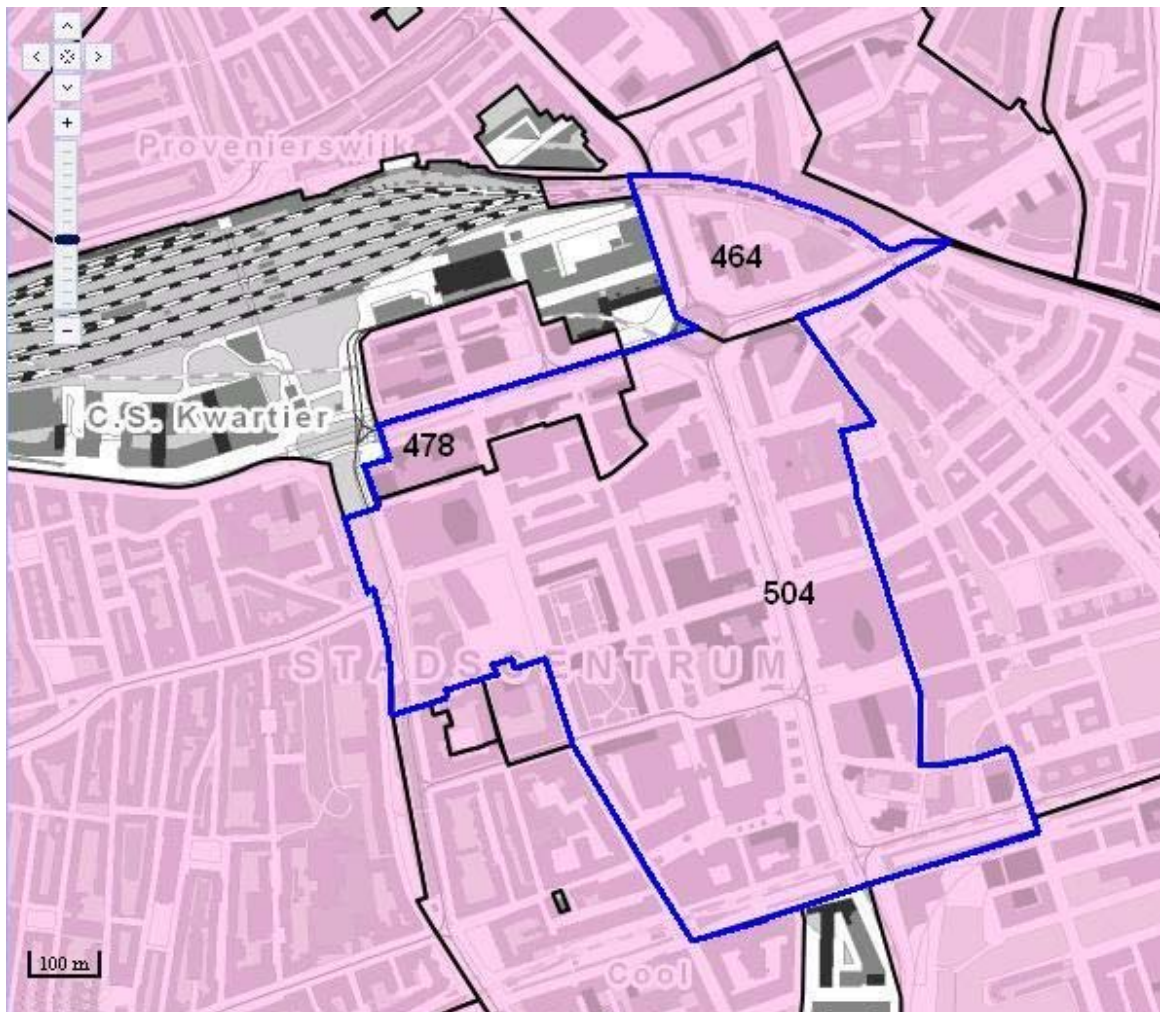 Provenierswijk
464
C.S. Kwartier
478
504
STADSCENTRUM
100 m
Cool